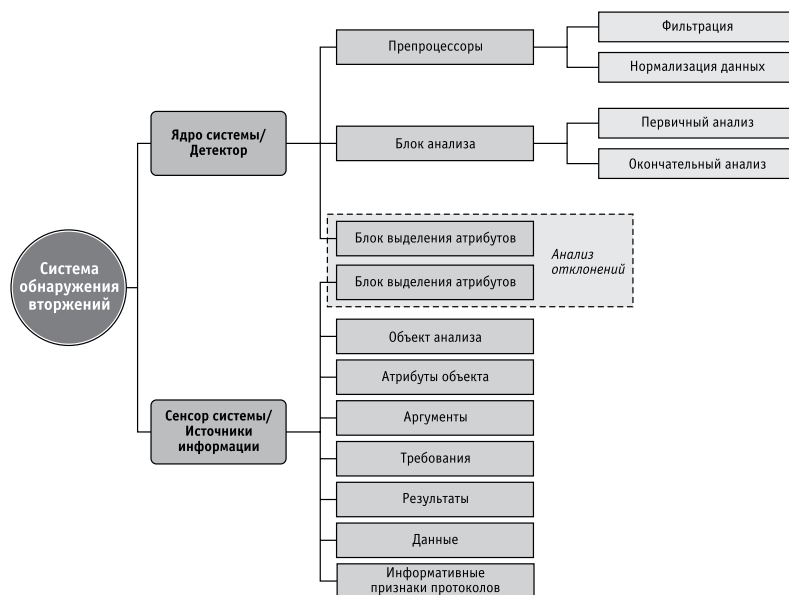 Препроцессоры
Фильтрация
Нормализация данных
Ядро системы/
Детектор
Блок анализа
Первичный анализ
Окончательный анализ
Блок выделения атрибутов
Блок выделения атрибутов
Анализ
отклонений
Система
обнаружения
вторжений
Объект анализа
Атрибуты объекта
Сенсор системы/
Источники
информации
Аргументы
Требования
Результаты
Данные
Информативные
признаки протоколов